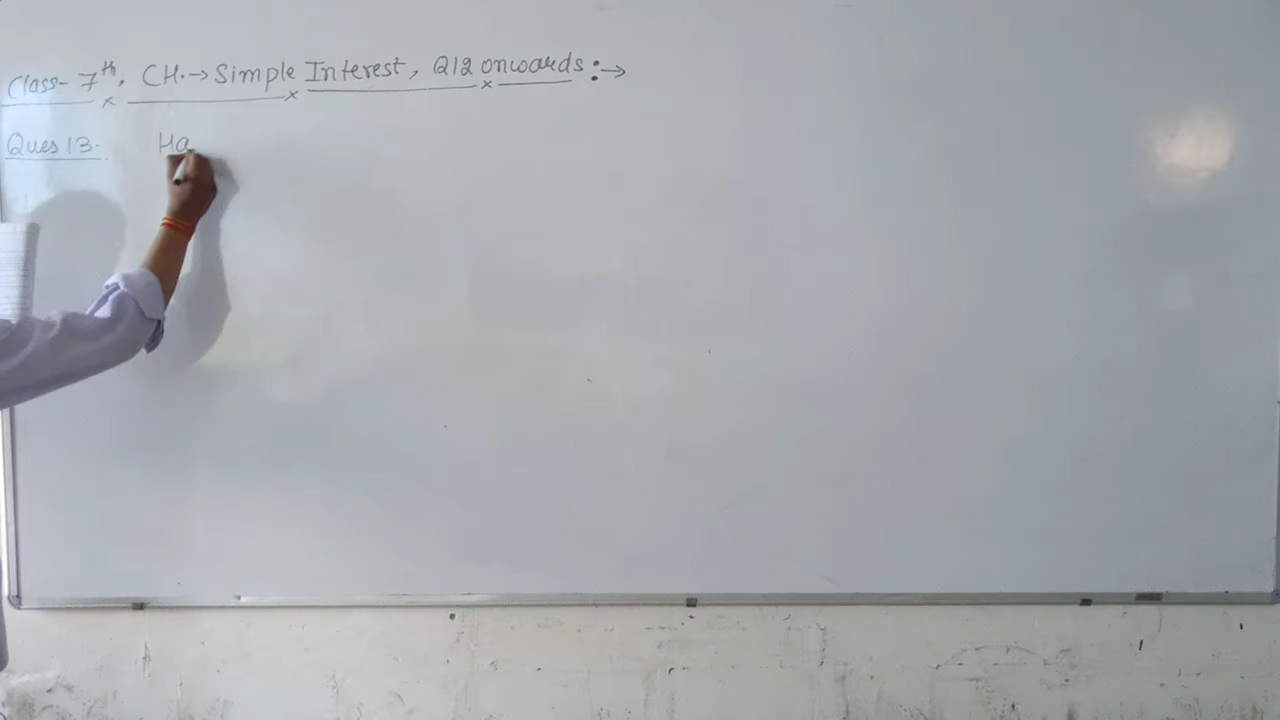 Class- 7th, CH.→ Simple Interest, Q12 onwards:→
Ques 13. Ha